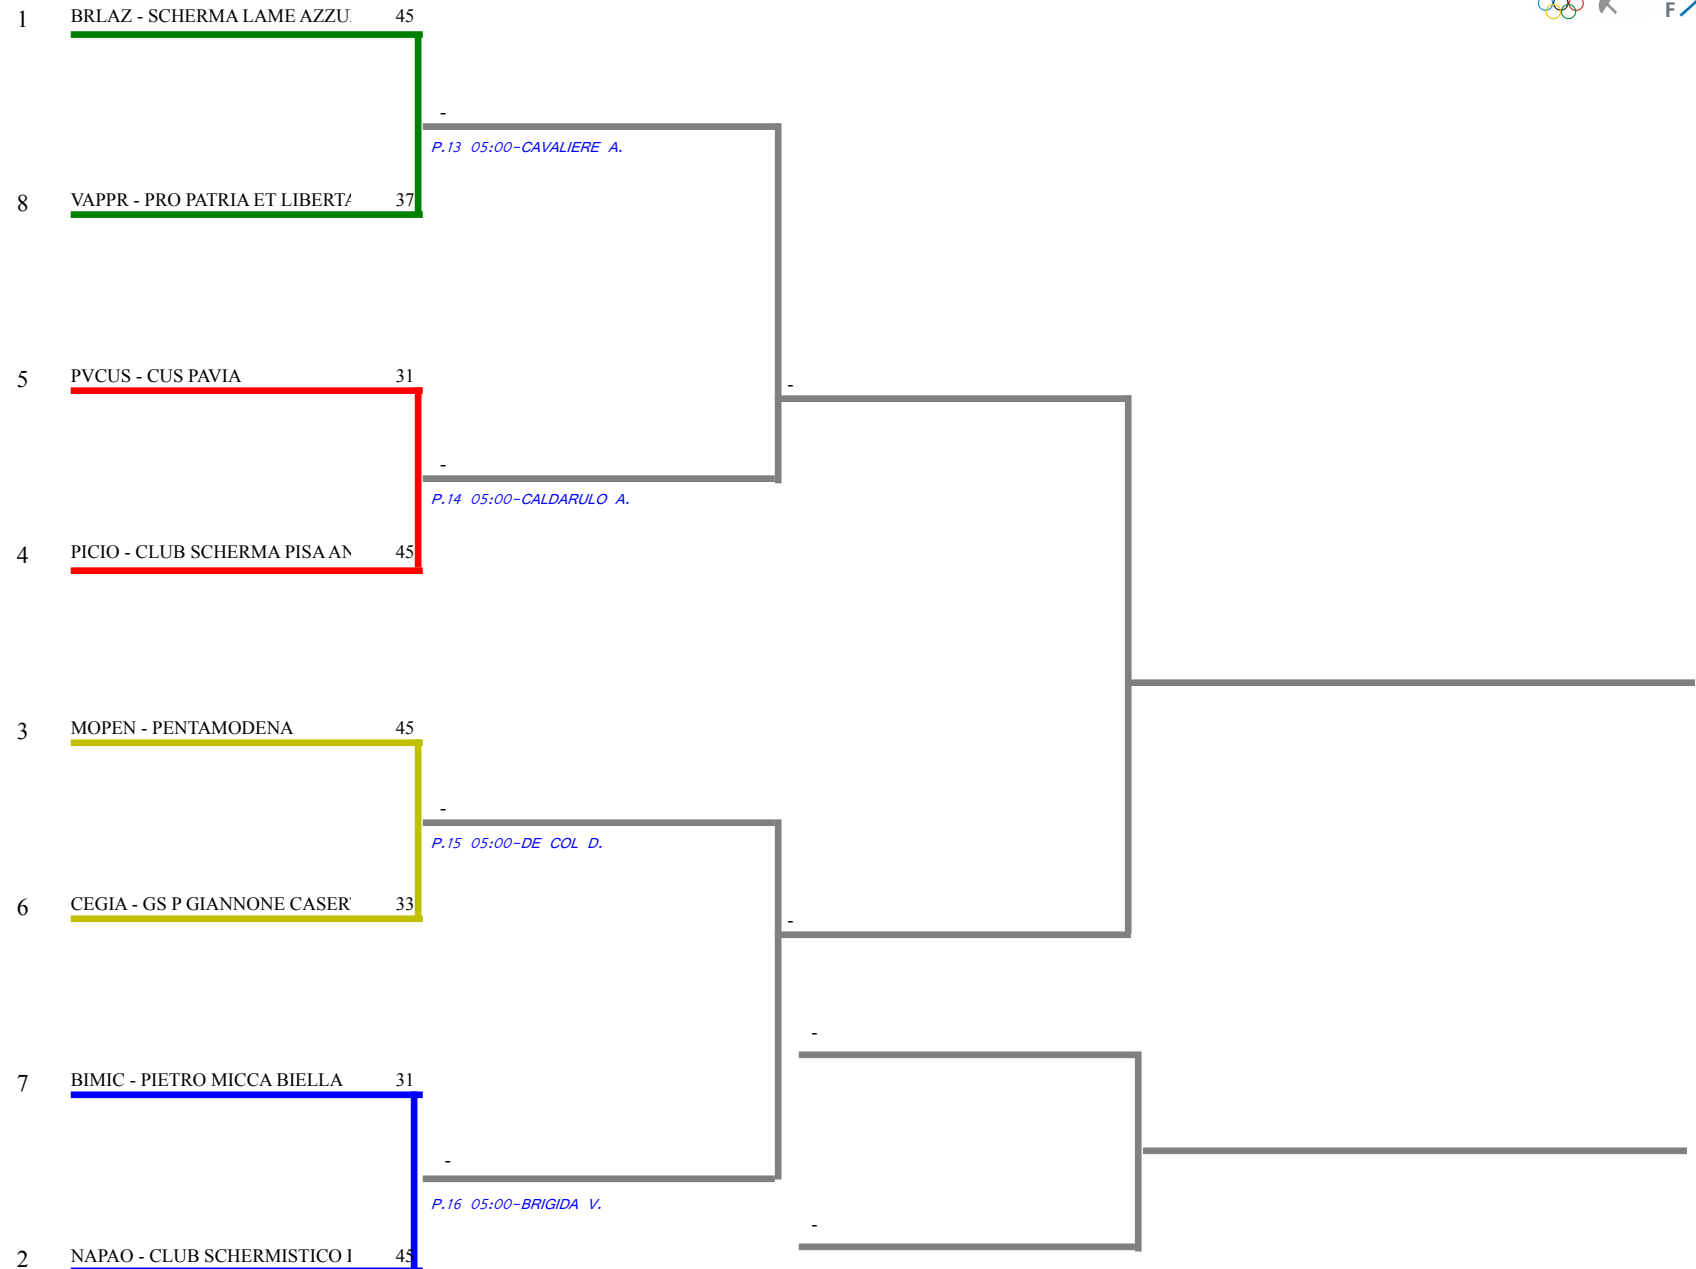 1 BRLAZ - SCHERMA LAME AZZU 45
F
-
P.13 05:00-CAVALIERE A.
8 VAPPR - PRO PATRIA ET LIBERTA 37
5 PVCUS - CUS PAVIA 31
-
-
P.14 05:00-CALDARULO A.
4 PICIO - CLUB SCHERMA PISA AN 45
3 MOPEN - PENTAMODENA 45
-
P.15 05:00-DE COL D.
6 CEGIA - GS P GIANNONE CASER 33
-
-
7 BIMIC - PIETRO MICCA BIELLA 31
-
P.16 05:00-BRIGIDA V.
-
2 NAPAO - CLUB SCHERMISTICO 45